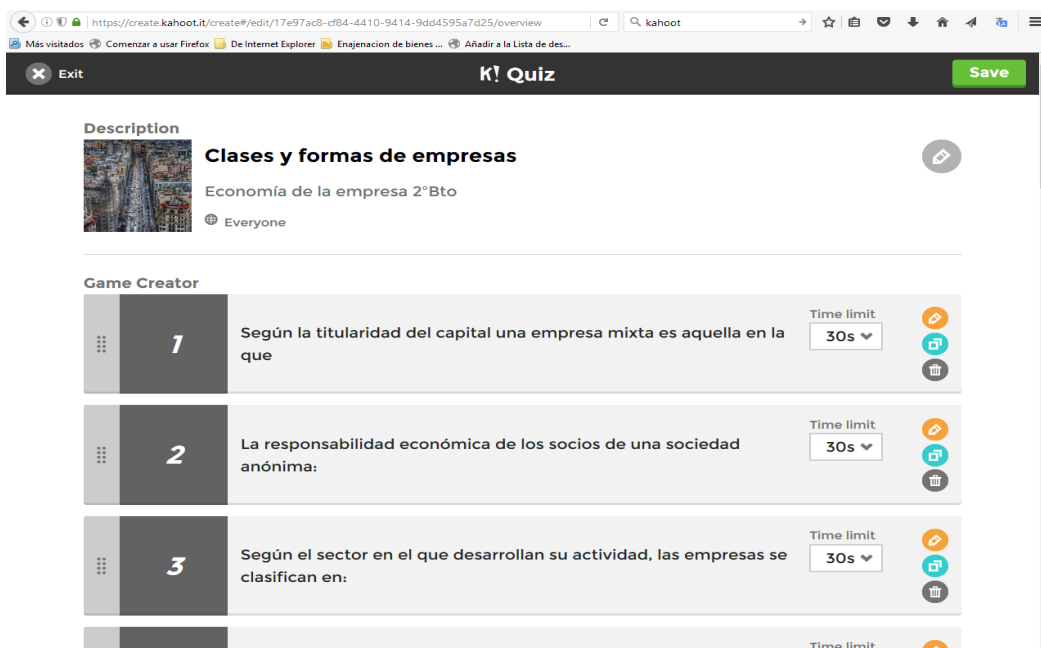 https://create.kahoot.it/create#/edit/17e97ac8-cf84-4410-9414-9dd4595a7d25/overview
kahoot
Más visitados Comenzar a usar Firefox De Internet Explorer Enajenacion de bienes ... Añadir a la Lista de des...
Exit
K! Quiz
Save
Description
Clases y formas de empresas
Economía de la empresa 2ºBto
Everyone
Game Creator
1
Según la titularidad del capital una empresa mixta es aquella en la
que
Time limit
30s
2
La responsabilidad económica de los socios de una sociedad
anónima:
Time limit
30s
3
Según el sector en el que desarrollan su actividad, las empresas se
clasifican en:
Time limit
30s
Time limit